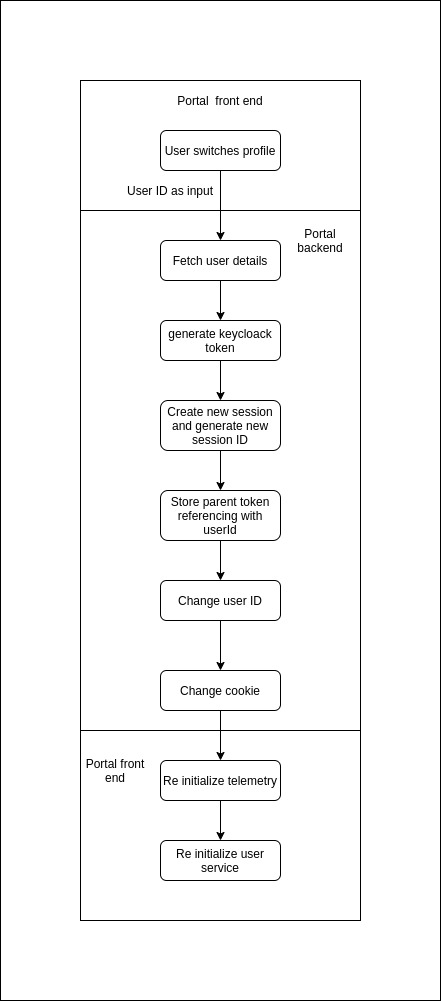 Portal  front end
User switches profile
User ID as input
Portal
backend
Fetch user details
generate keycloack
token
Create new session
and generate new
session ID
Store parent token
referencing with
userId
Change user ID
Change cookie
Portal front
end
Re initialize telemetry
Re initialize user
service